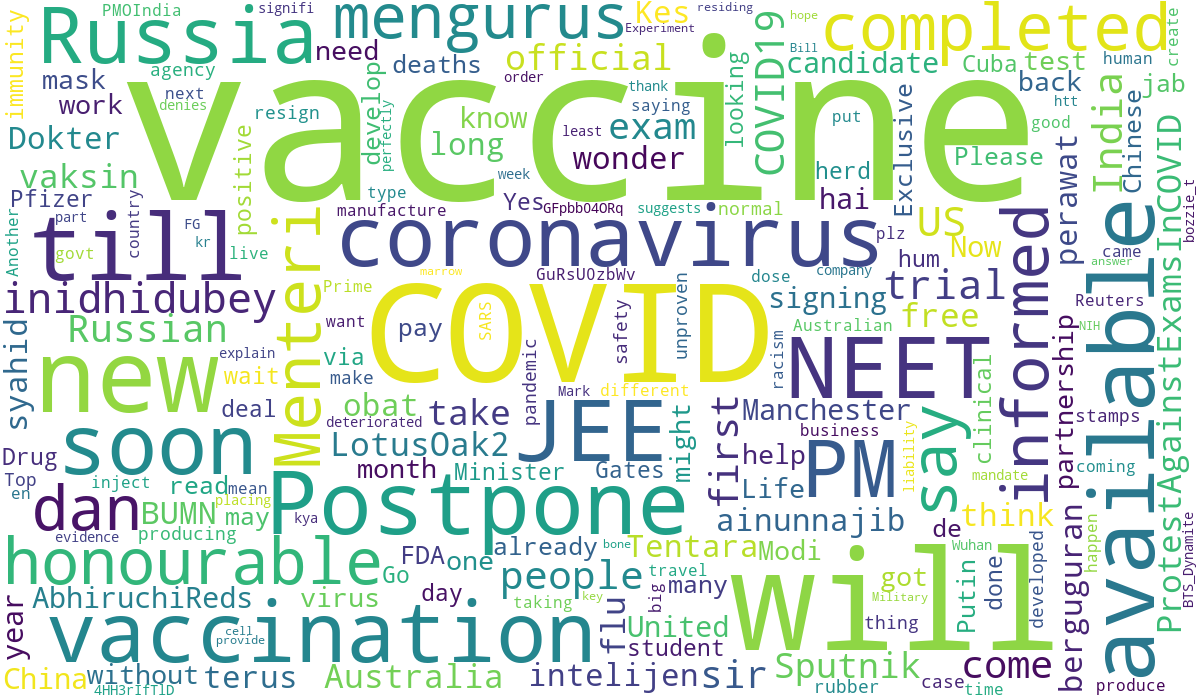 vaccine
COVID
will
coronavirus
available
new
vaccination
Postpone
soon
till
Russia
NEET
JEE
PM
informed
completed
honourable
Menteri
mengurus
dan
say
inidhidubey
India
COVID19
ProtestAgainstExamsInCOVID
official
exam
Kes
PMOIndia
signifi
residing
Experiment
hope
Bill
create
need
deaths
candidate
Cuba
test
human
immunity
mask
agency
next
denies
work
resign
develop
perfectly
know
long
order
thank
saying
least
week
wonder
looking
back
htt
jab
put
good
Exclusive
herd
Please
Chinese
bozzie_t
Dokter
vaksin
Pfizer
positive
type
manufacture
Yes
GFpbb04ORq
suggests
normal
hai
plz
perawat
Another
part
country
FG
kr
govt
live
US
Now
hum
came
answer
marrow
GuRsUOzbWv
dose
company
trial
signing
Reuters
NIH
Russian
Prime
want
SARS
pay
safety
unproven
Australian
free
syahid
explain
via
wait
make
pandemic
Mark
different
racism
clinical
partnership
deal
obat
take
deteriorated
might
first
Manchester
business
liability
stamps
Drug
Top
en
inject
read
mean
LotusOak2
month
Minister
Gates
help
Life
mandate
coming
placing
BUMN
may
kya
ainunnajib
think
de
evidence
producing
FDA
one
already
bone
Tentara
Modi
Wuhan
happen
BTS_Dynamite
Go
people
travel
got
Putin
done
developed
berguguran
year
AbhiruchiReds
virus
day
taking
key
flu
big
many
Military
thing
cell
provide
United
student
China
without
terus
Australia
intelijen
sir
Sputnik
come
4HH3rIfTlD
rubber
case
time
produce